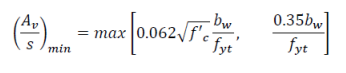 (A_v / s)_min = max [0.062√f'_c b_w / f_yt, 0.35b_w / f_yt]